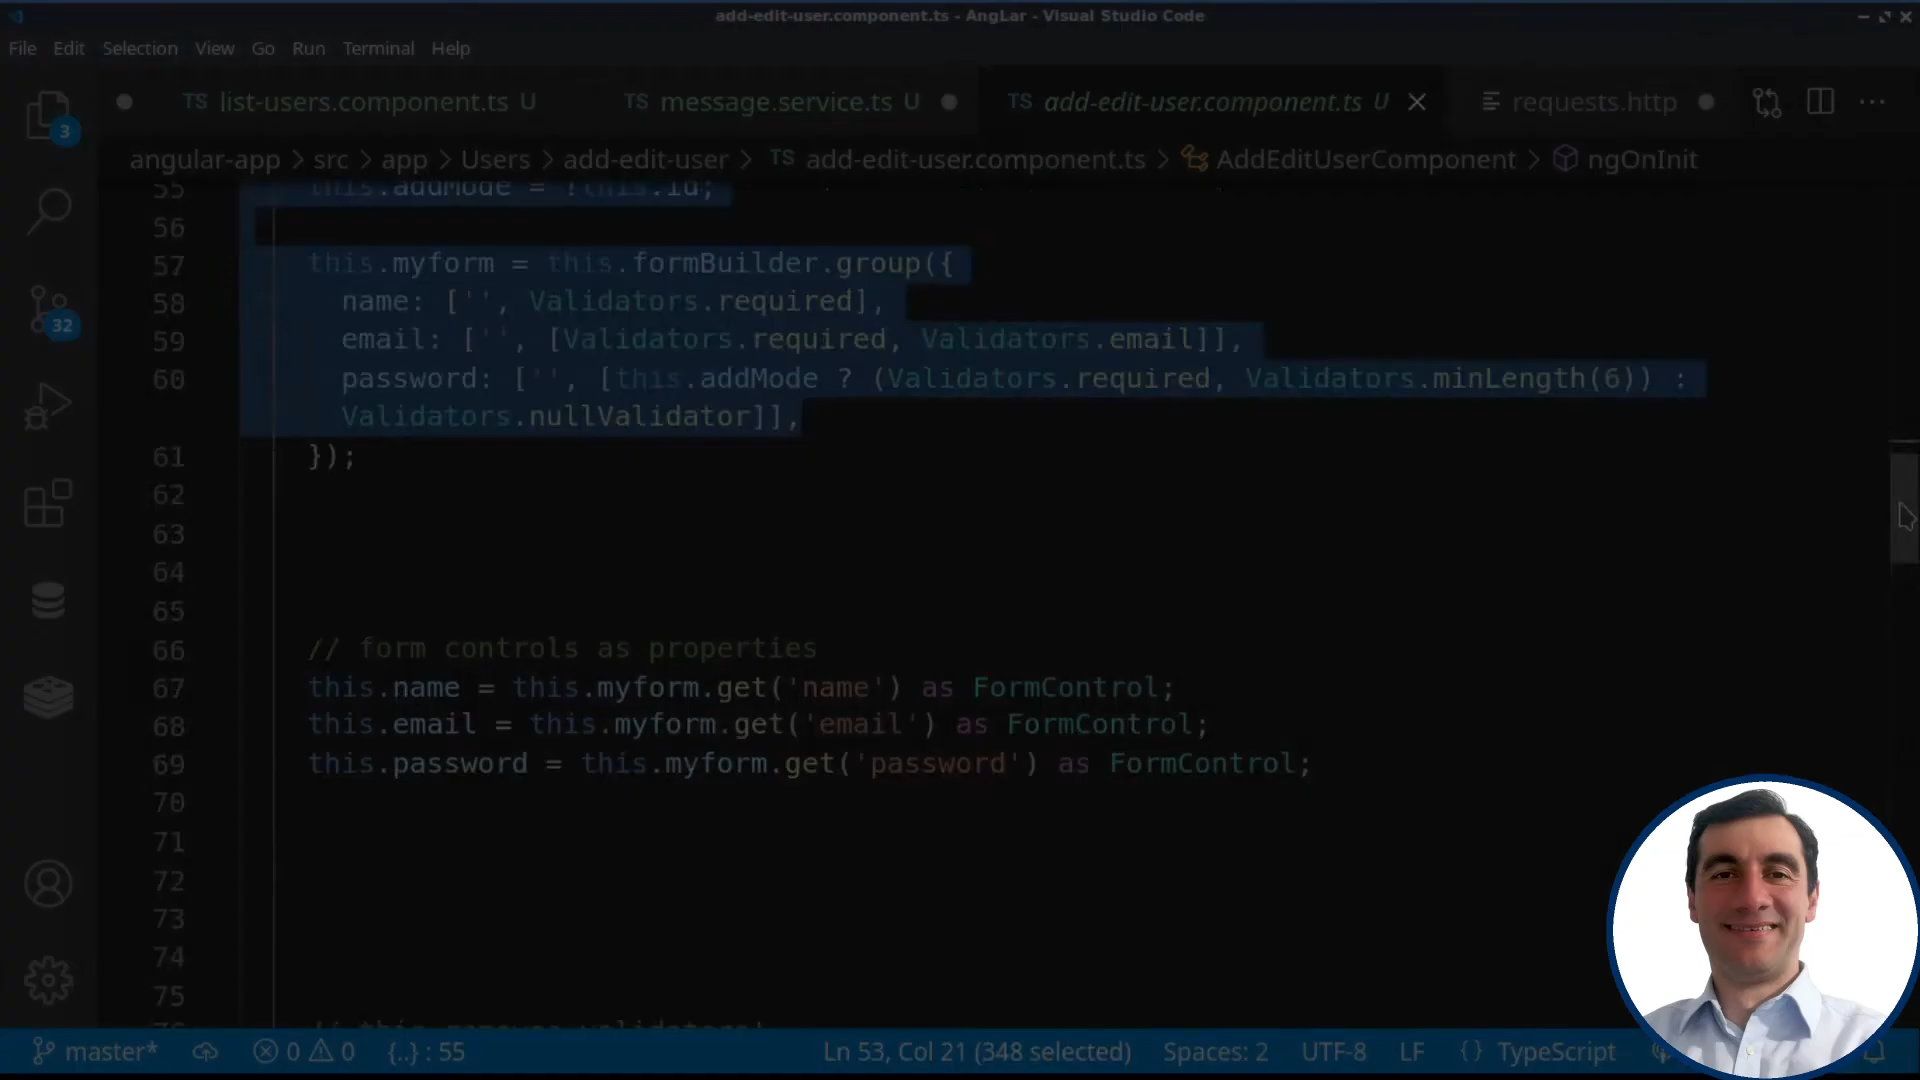 add-edit-user.component.ts - AngLar - Visual Studio Code
File Edit Selection View Go Run Terminal Help
TS list-users.component.ts U TS message.service.ts U TS add-edit-user.component.ts U requests.http
angular-app > src > app > Users > add-edit-user > TS add-edit-user.component.ts > AddEditUserComponent > ngOnInit
3
32
55 this.addMode = !this.id;
56
57 this.myform = this.formBuilder.group({
58 name: ['', Validators.required],
59 email: ['', [Validators.required, Validators.email]],
60 password: ['', [this.addMode ? (Validators.required, Validators.minLength(6)) :
Validators.nullValidator]],
61 });
62
63
64
65
66 // form controls as properties
67 this.name = this.myform.get('name') as FormControl;
68 this.email = this.myform.get('email') as FormControl;
69 this.password = this.myform.get('password') as FormControl;
70
71
72
73
74
75
master* 0 0 {..} : 55 Ln 53, Col 21 (348 selected) Spaces: 2 UTF-8 LF {} TypeScript